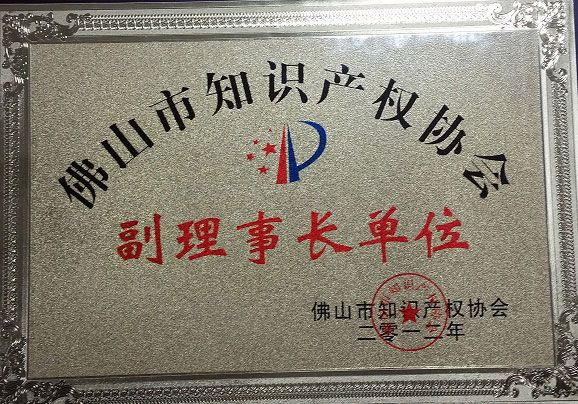 佛山市知识产权协会
副理事长单位
佛山市知识产权协会
二零一二年